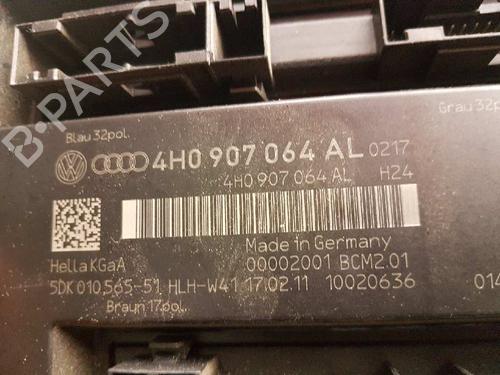 B-PARTS
Blau 32pol.
Grau 32po
4H0 907 064 AL 0217
4H0 907 064 AL H24
Made in Germany
Hella KGaA 00002001 BCM2.01
5DK 010.565-51 HLH-W41 17.02.11 10020636 014
Braun 17pol.